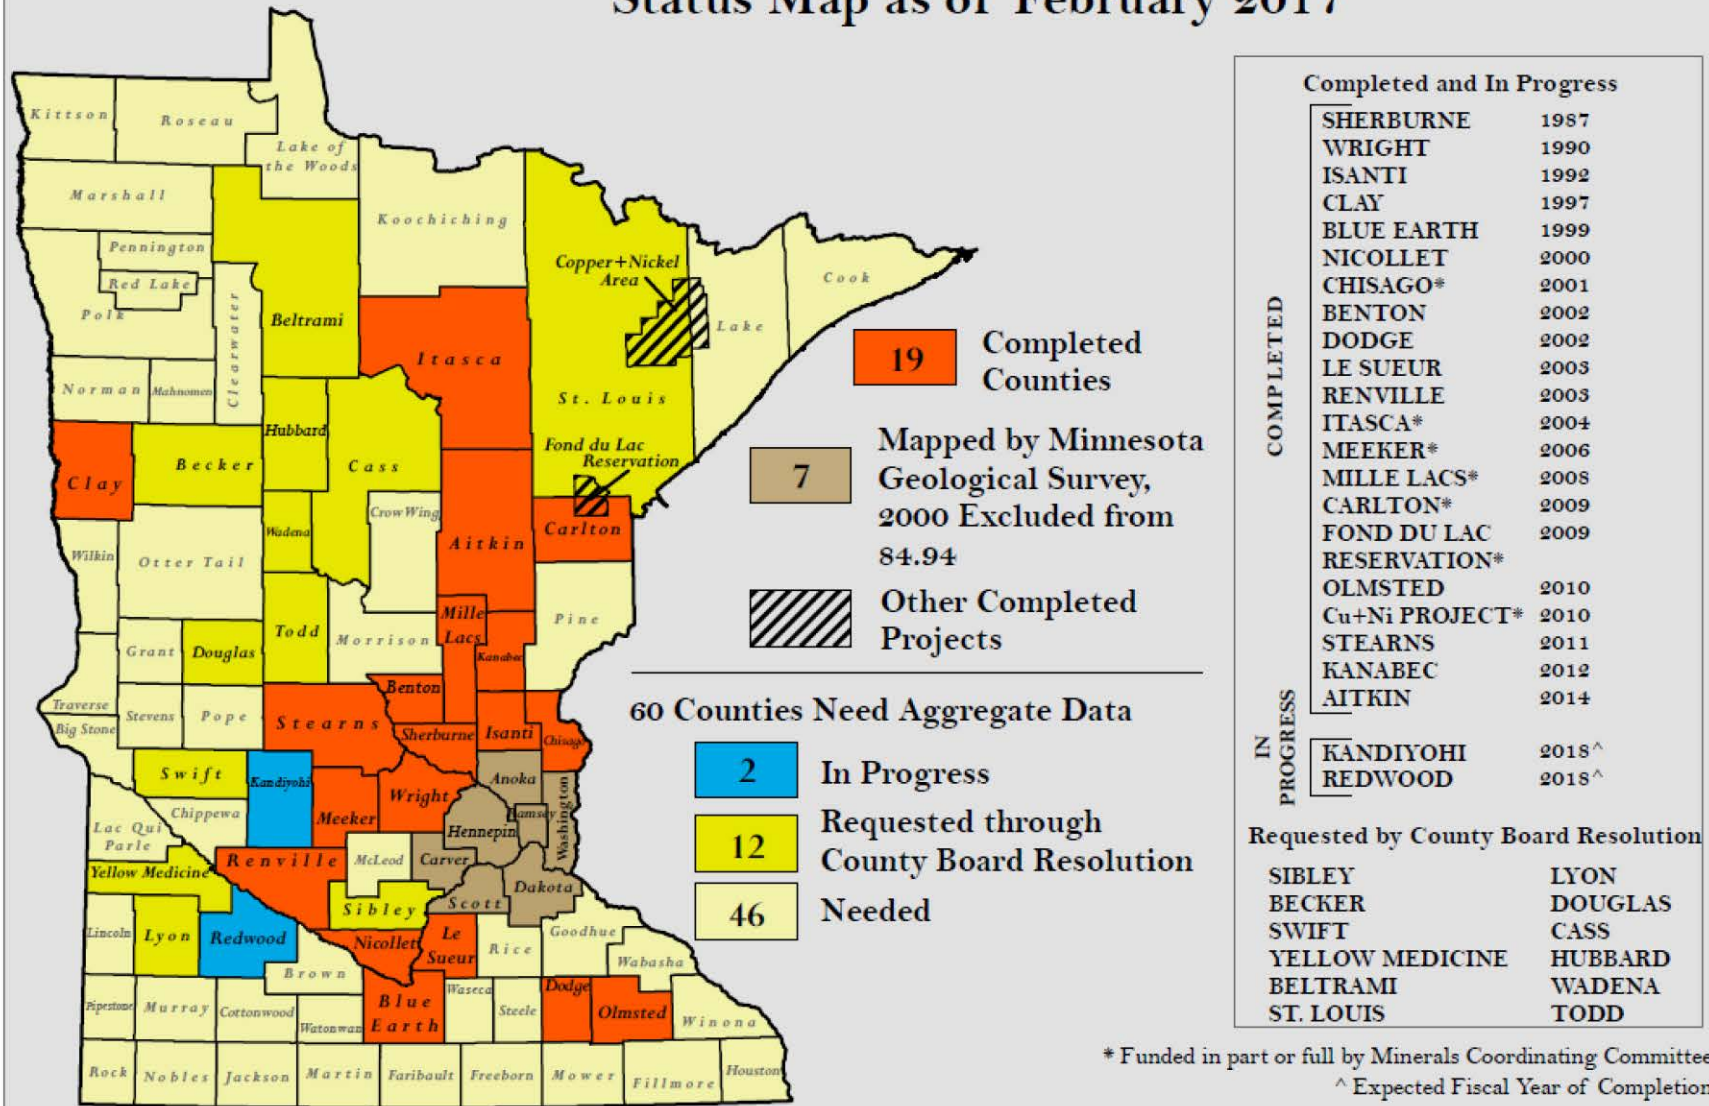 Status Map as of February 2017
Kittson
Roseau
Lake of
the Woods
Marshall
Koochiching
Pennington
Red Lake
Polk
Clearwater
Beltrami
Copper+Nickel
Area
Cook
Lake
Itasca
Norman
Mahnomen
St. Louis
Hubbard
Fond du Lac
Reservation
Clay
Becker
Cass
Crow Wing
Wadena
Aitkin
Carlton
Wilkin
Otter Tail
Mille
Lacs
Pine
Todd
Morrison
Grant
Douglas
Kanabec
Benton
Traverse
Stevens
Pope
Stearns
Big Stone
Sherburne
Isanti
Chisago
Swift
Kandiyohi
Anoka
Wright
Washington
Chippewa
Meeker
Ramsey
Hennepin
Lac Qui
Parle
Renville
McLeod
Carver
Yellow Medicine
Dakota
Scott
Sibley
Lincoln
Lyon
Redwood
Nicollet
Le
Sueur
Rice
Goodhue
Wabasha
Brown
Waseca
Dodge
Pipestone
Murray
Cottonwood
Watonwan
Blue
Earth
Steele
Olmsted
Winona
Rock
Nobles
Jackson
Martin
Faribault
Freeborn
Mower
Fillmore
Houston
19 Completed
Counties
7 Mapped by Minnesota
Geological Survey,
2000 Excluded from
84.94
Other Completed
Projects
60 Counties Need Aggregate Data
2 In Progress
12 Requested through
County Board Resolution
46 Needed
Completed and In Progress
COMPLETED
SHERBURNE 1987
WRIGHT 1990
ISANTI 1992
CLAY 1997
BLUE EARTH 1999
NICOLLET 2000
CHISAGO* 2001
BENTON 2002
DODGE 2002
LE SUEUR 2003
RENVILLE 2003
ITASCA* 2004
MEEKER* 2006
MILLE LACS* 2008
CARLTON* 2009
FOND DU LAC 2009
RESERVATION*
OLMSTED 2010
Cu+Ni PROJECT* 2010
STEARNS 2011
KANABEC 2012
AITKIN 2014
IN
PROGRESS
KANDIYOHI 2018^
REDWOOD 2018^
Requested by County Board Resolution
SIBLEY LYON
BECKER DOUGLAS
SWIFT CASS
YELLOW MEDICINE HUBBARD
BELTRAMI WADENA
ST. LOUIS TODD
* Funded in part or full by Minerals Coordinating Committee
^ Expected Fiscal Year of Completion